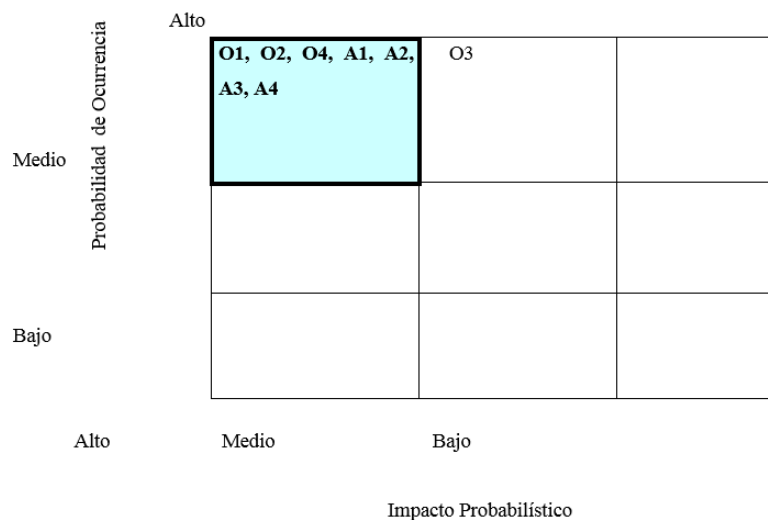 Alto
O1, O2, O4, A1, A2,
A3, A4
O3
Probabilidad de Ocurrencia
Medio
Bajo
Alto Medio Bajo
Impacto Probabilístico